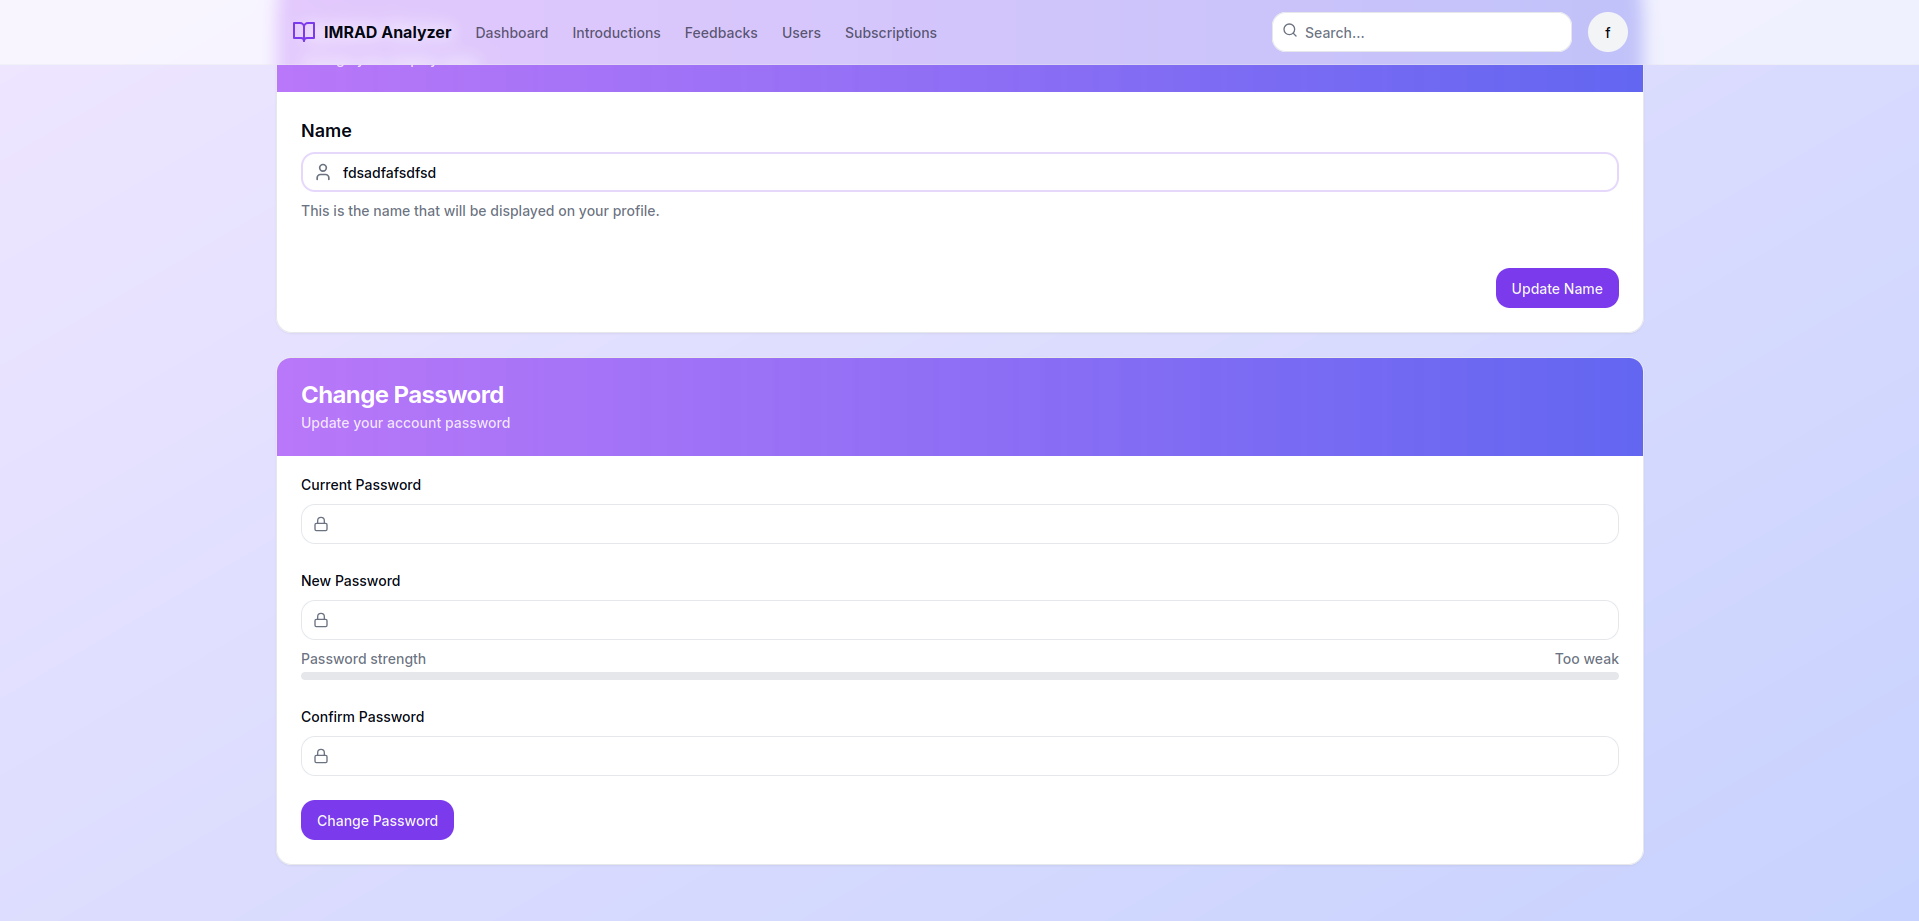 IMRAD Analyzer Dashboard Introductions Feedbacks Users Subscriptions Search... f
Name
fdsadfafsdfsd
This is the name that will be displayed on your profile.
Update Name
Change Password
Update your account password
Current Password
New Password
Password strength Too weak
Confirm Password
Change Password